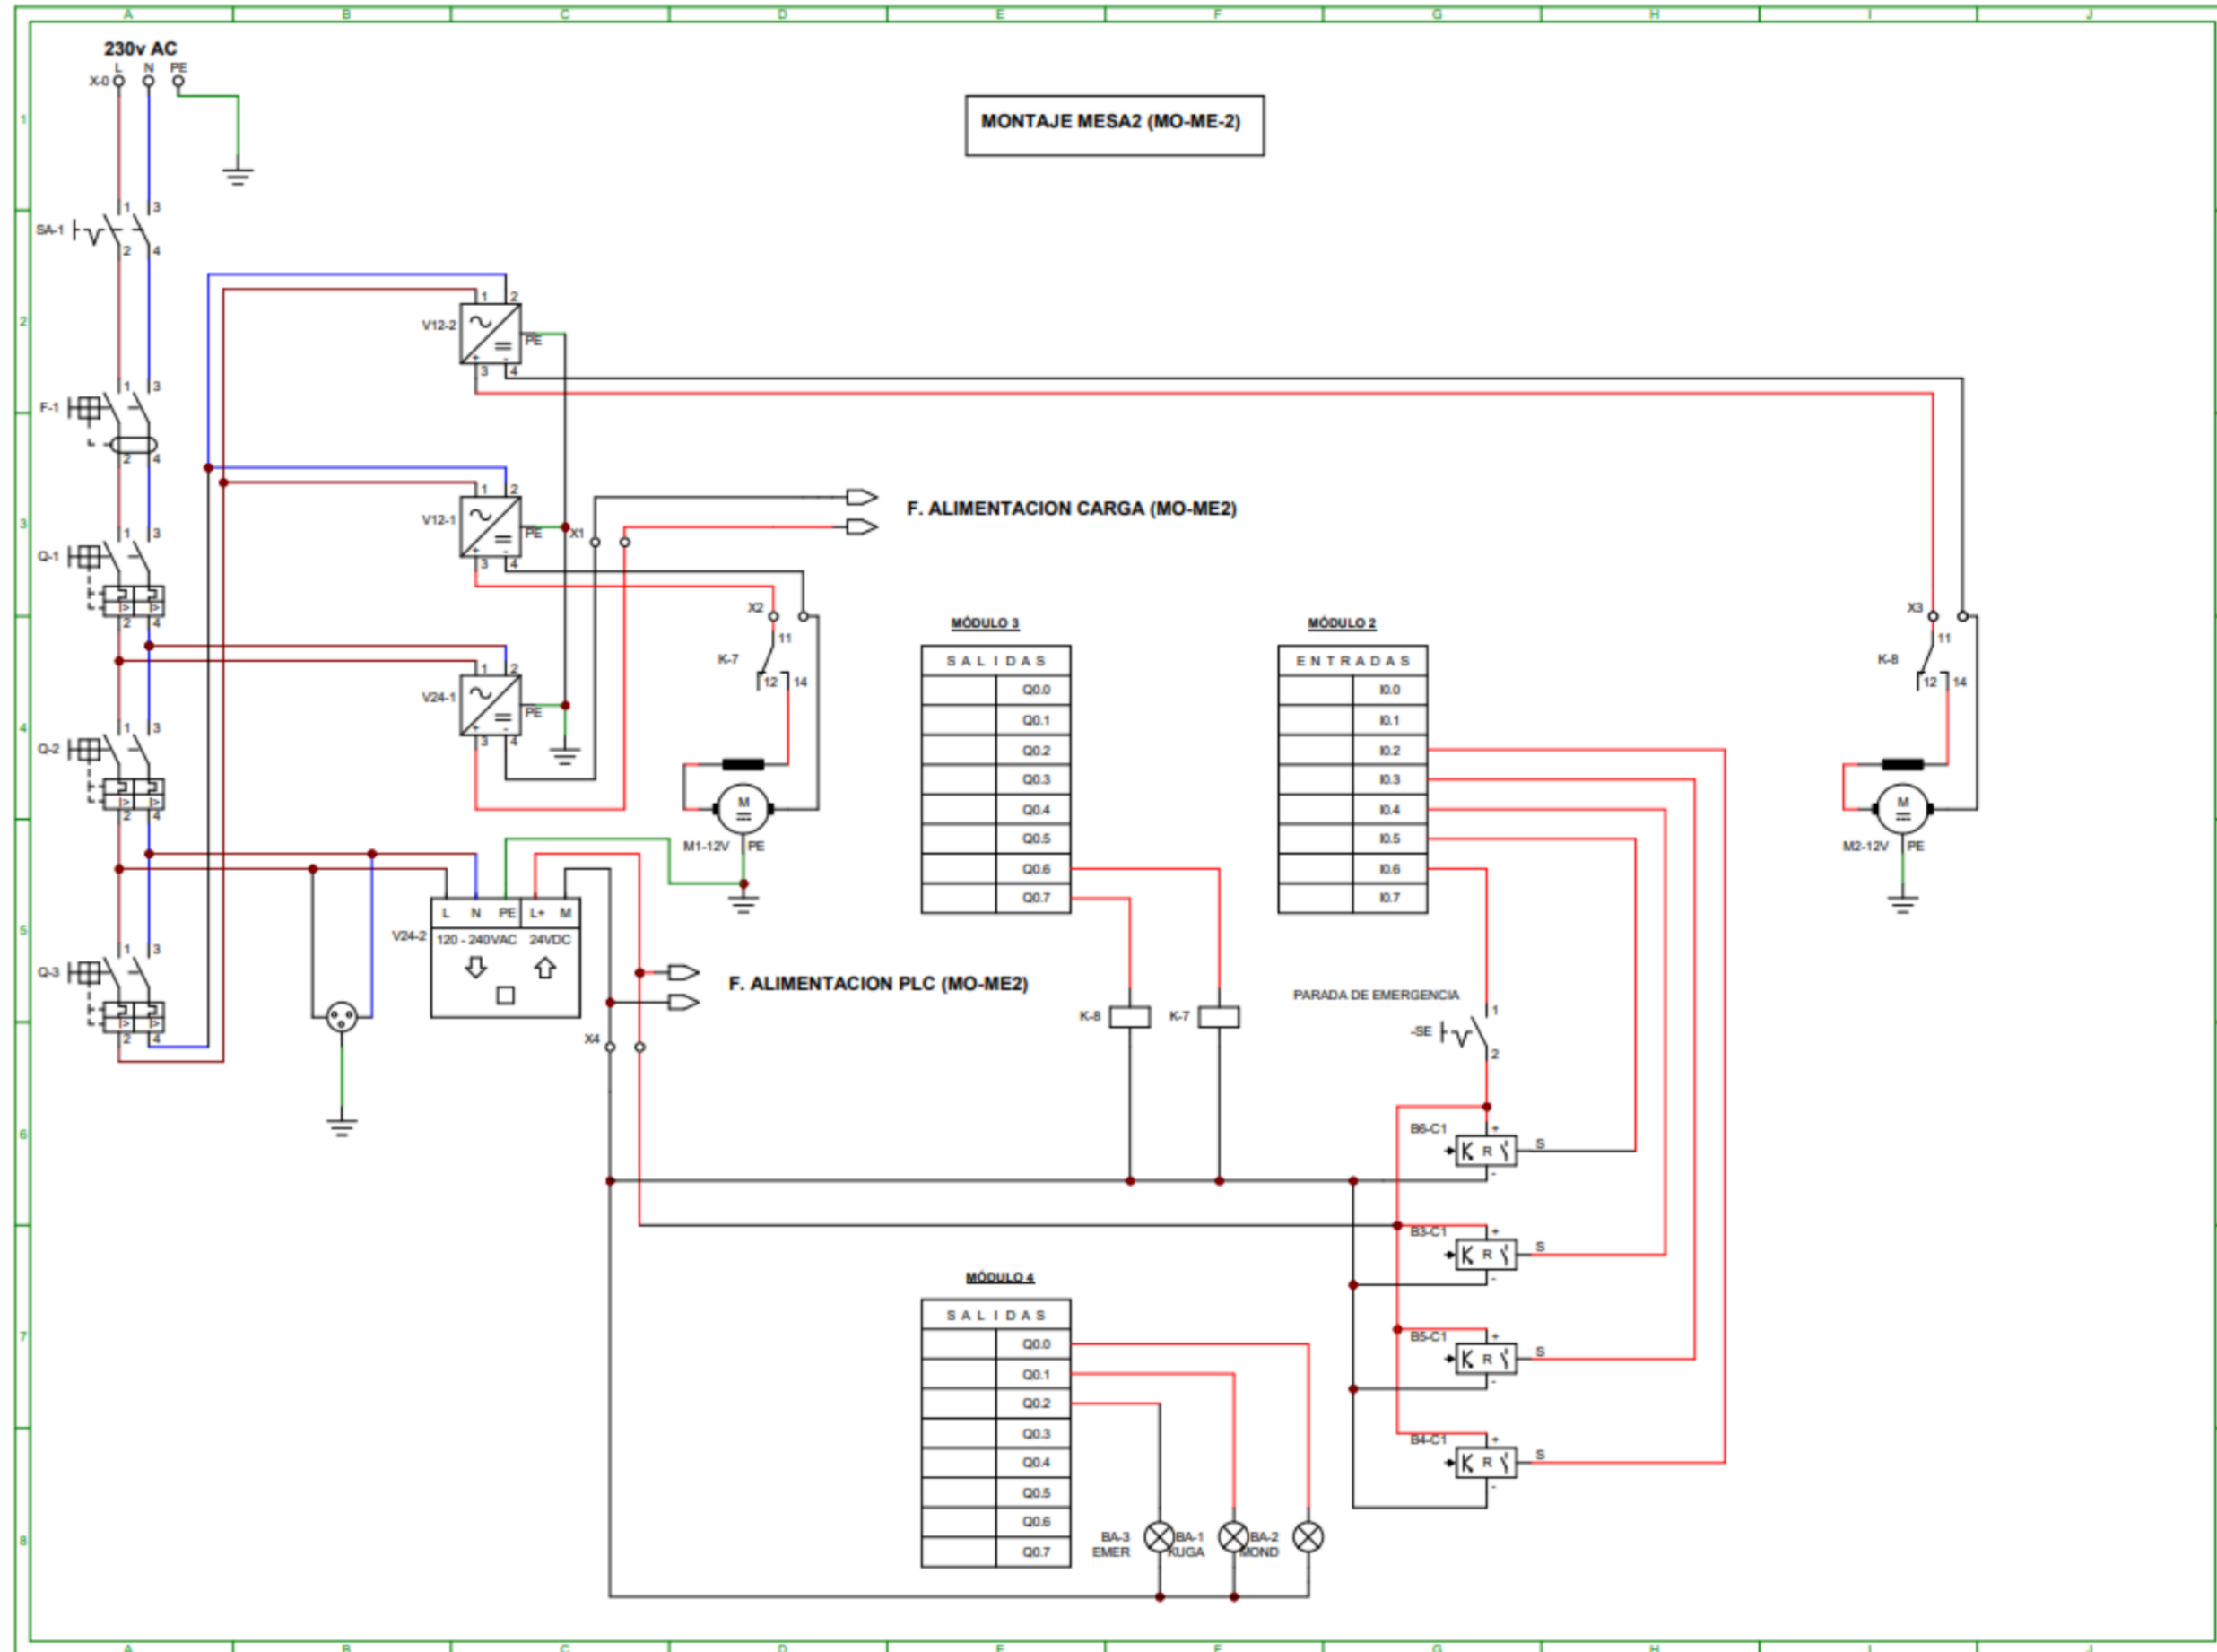 A B C D E F G H I J
230v AC
L N PE
X-0
MONTAJE MESA2 (MO-ME-2)
1
1 3
SA-1
2 4
2
1 2
V12-2
PE
+ -
3 4
1 3
F-1
2 4
3
1 2
V12-1
PE
+ -
3 4
X1
F. ALIMENTACION CARGA (MO-ME2)
1 3
Q-1
I> I>
2 4
X2
11
K-7
12 14
X3
11
K-8
12 14
4
1 2
V24-1
PE
+ -
3 4
1 3
Q-2
I> I>
2 4
M
M1-12V PE
M
M2-12V PE
MÓDULO 3
SALIDAS
Q0.0
Q0.1
Q0.2
Q0.3
Q0.4
Q0.5
Q0.6
Q0.7
MÓDULO 2
ENTRADAS
I0.0
I0.1
I0.2
I0.3
I0.4
I0.5
I0.6
I0.7
5
L N PE L+ M
V24-2
120 - 240VAC 24VDC
F. ALIMENTACION PLC (MO-ME2)
X4
1 3
Q-3
I> I>
2 4
K-8
K-7
PARADA DE EMERGENCIA
1
-SE
2
6
B6-C1
+
R
S
-
B3-C1
+
R
S
-
7
B5-C1
+
R
S
-
B4-C1
+
R
S
-
MÓDULO 4
SALIDAS
Q0.0
Q0.1
Q0.2
Q0.3
Q0.4
Q0.5
Q0.6
Q0.7
8
BA-3
EMER
BA-1
KUGA
BA-2
MOND
A B C D E F G H I J